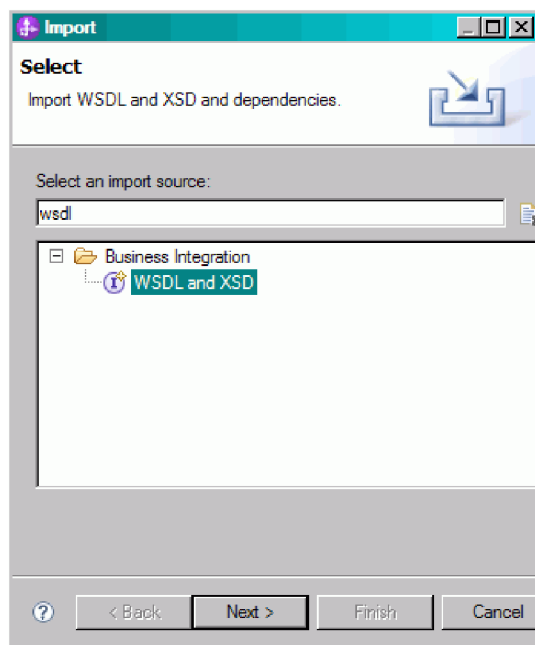 Import
Select
Import WSDL and XSD and dependencies.
Select an import source:
wsdl
Business Integration
WSDL and XSD
? < Back Next > Finish Cancel